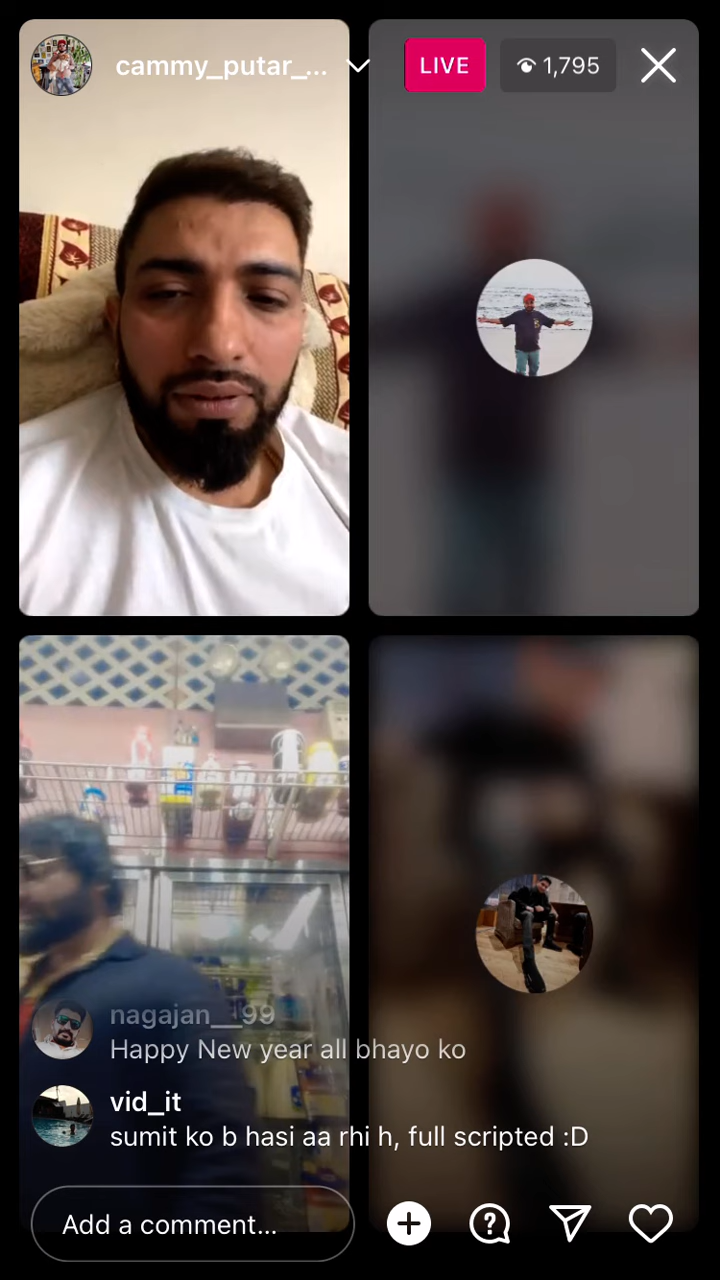 cammy_putar_...
LIVE
1,795
nagajan__99
Happy New year all bhayo ko
vid_it
sumit ko b hasi aa rhi h, full scripted :D
Add a comment...